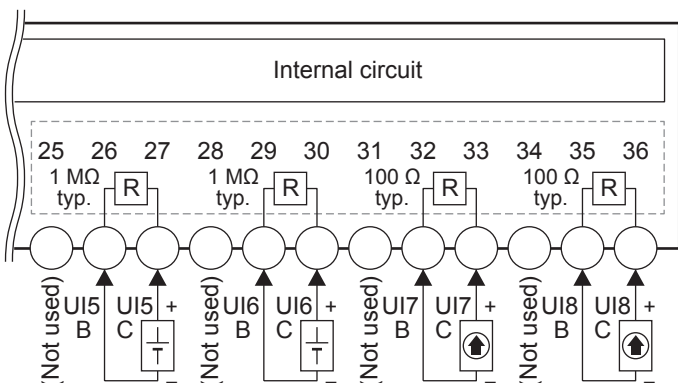 Internal circuit
25 26 27 28 29 30 31 32 33 34 35 36
1 MΩ typ. R 1 MΩ typ. R 100 Ω typ. R 100 Ω typ. R
(Not used) UI5 B UI5 C + − (Not used) UI6 B UI6 C + − (Not used) UI7 B UI7 C + − (Not used) UI8 B UI8 C + −